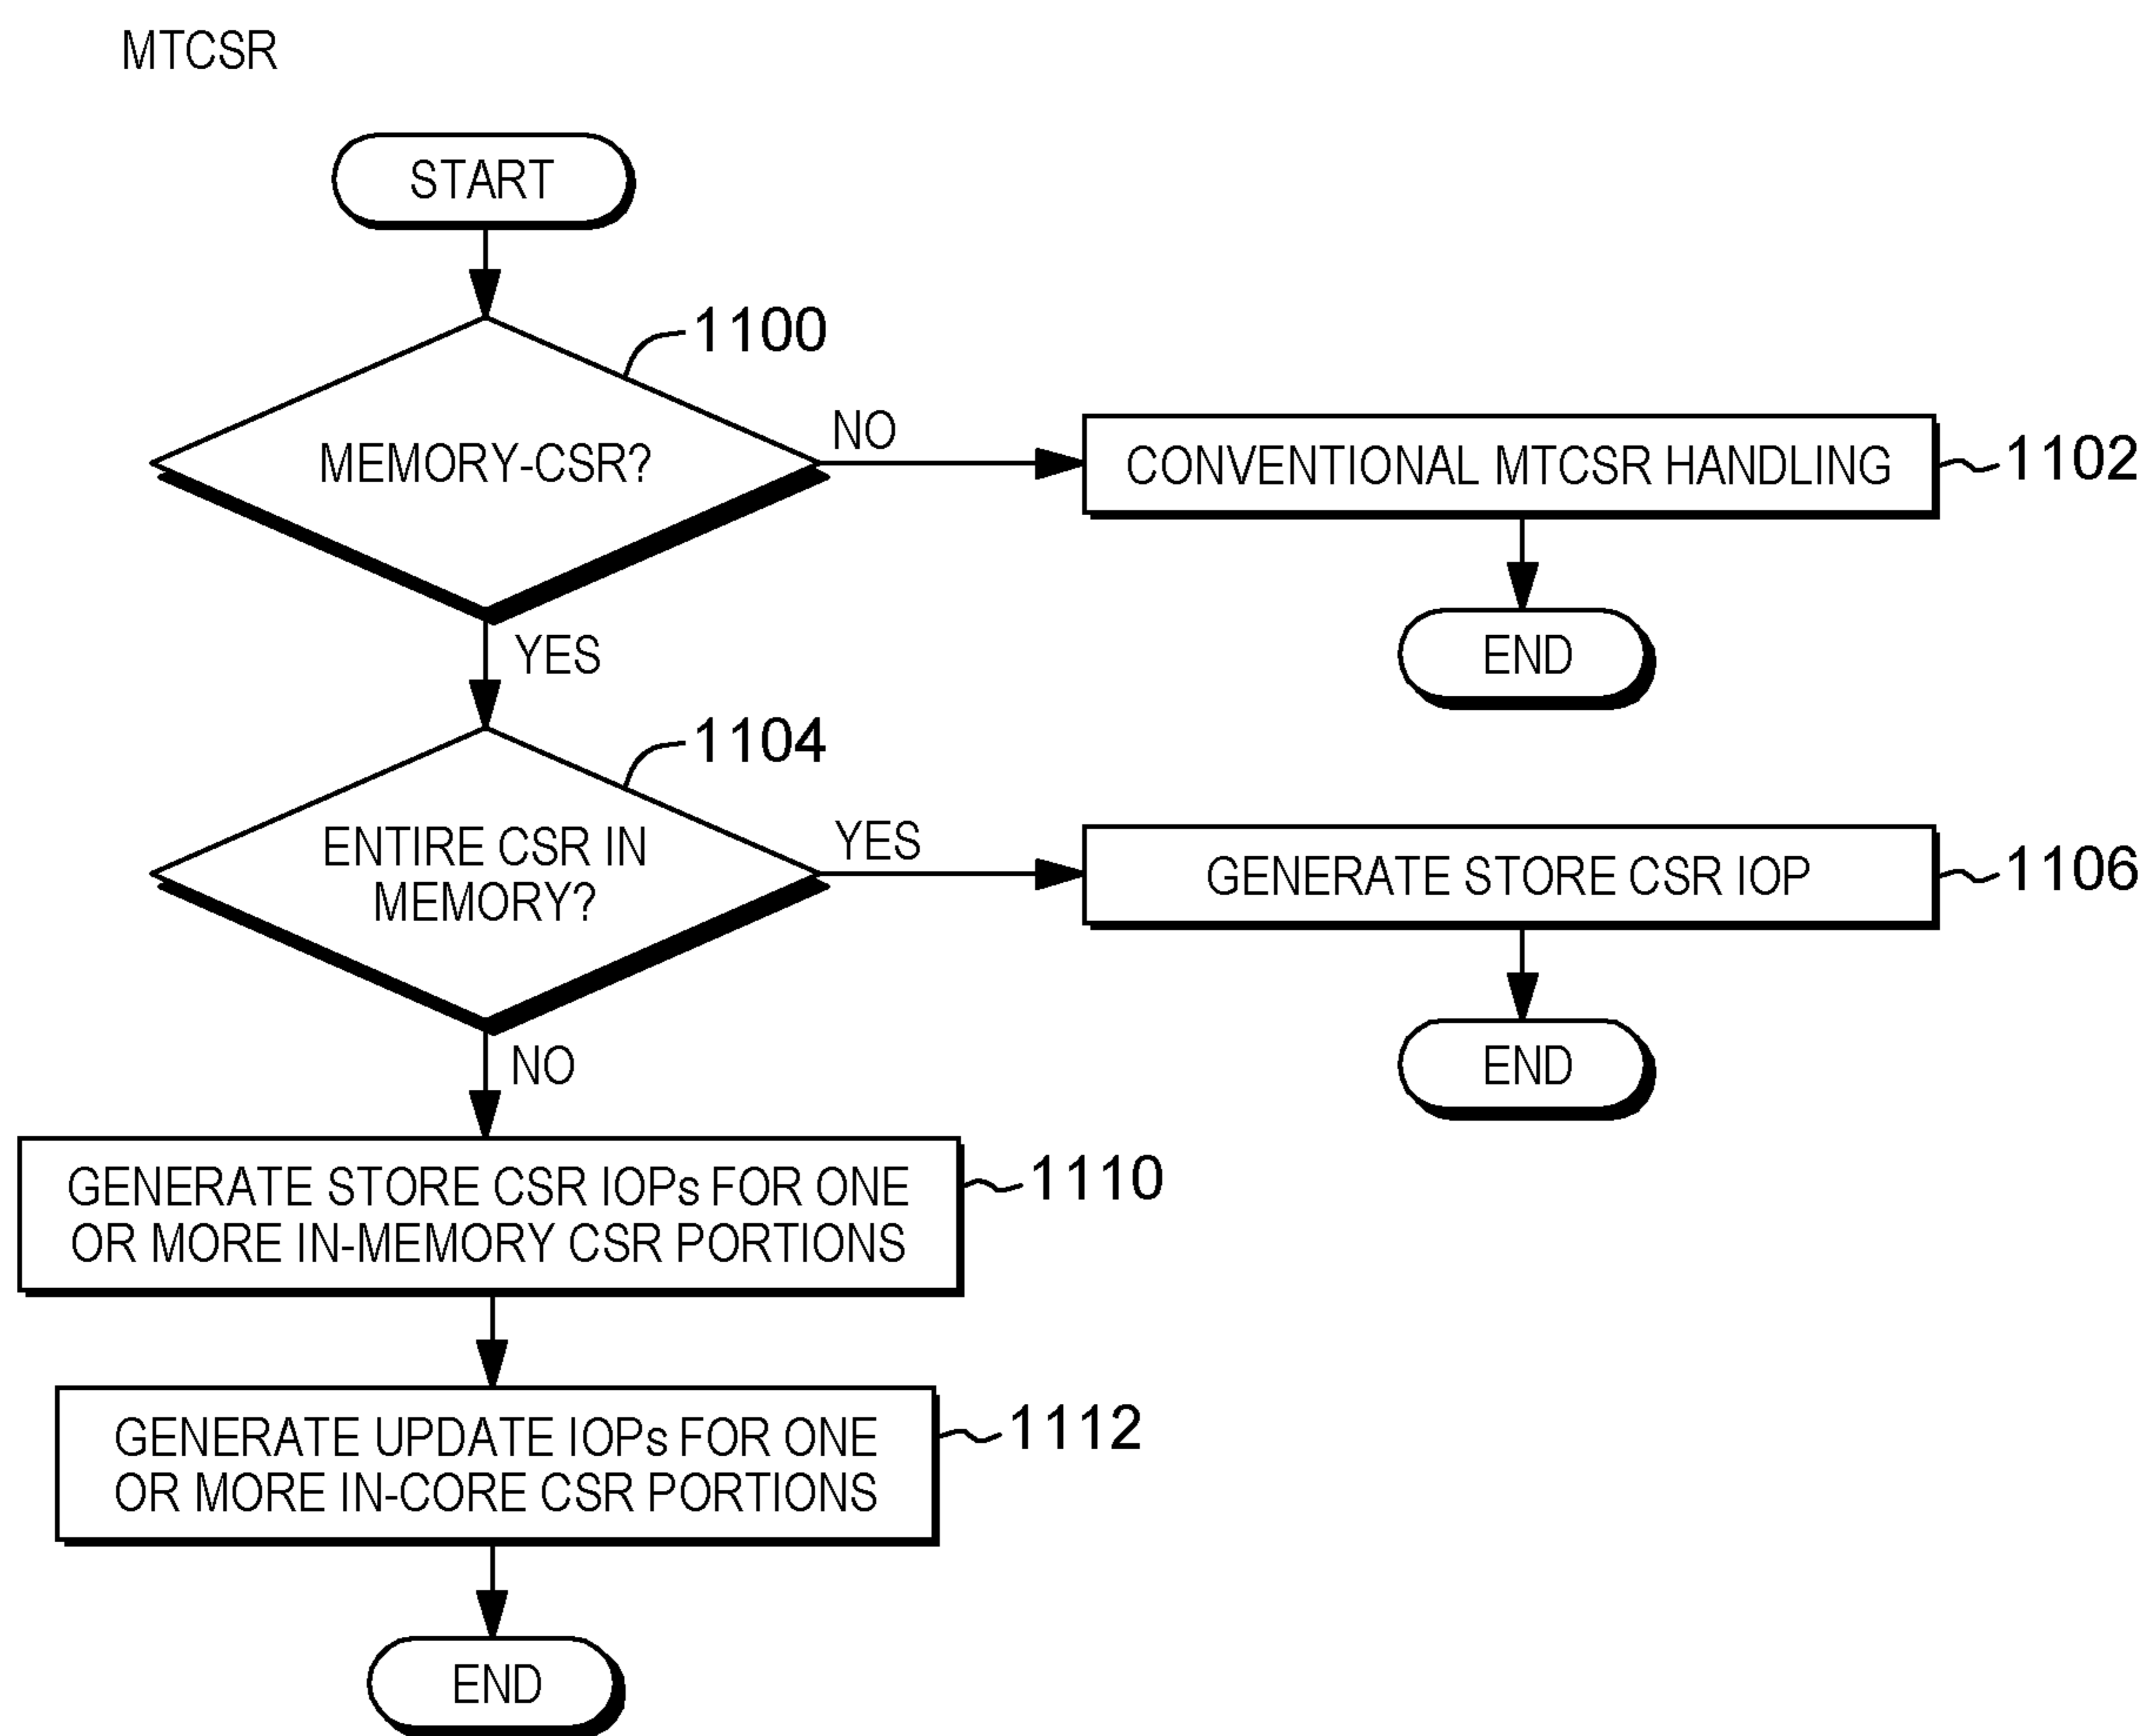 MTCSR
START
1100
MEMORY-CSR?
NO
CONVENTIONAL MTCSR HANDLING
1102
END
YES
1104
ENTIRE CSR IN
MEMORY?
YES
GENERATE STORE CSR IOP
1106
END
NO
GENERATE STORE CSR IOPs FOR ONE
OR MORE IN-MEMORY CSR PORTIONS
1110
GENERATE UPDATE IOPs FOR ONE
OR MORE IN-CORE CSR PORTIONS
1112
END